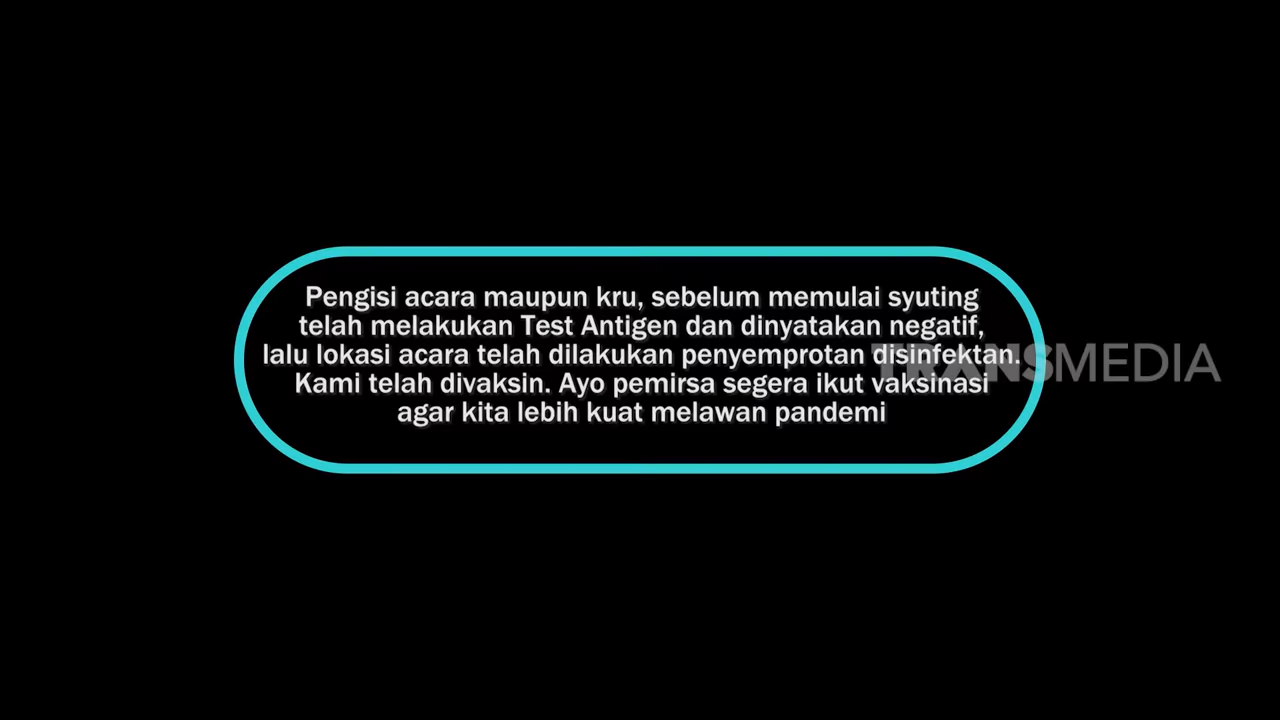 Pengisi acara maupun kru, sebelum memulai syuting
telah melakukan Test Antigen dan dinyatakan negatif,
lalu lokasi acara telah dilakukan penyemprotan disinfektan.
Kami telah divaksin. Ayo pemirsa segera ikut vaksinasi
agar kita lebih kuat melawan pandemi
TRANSMEDIA